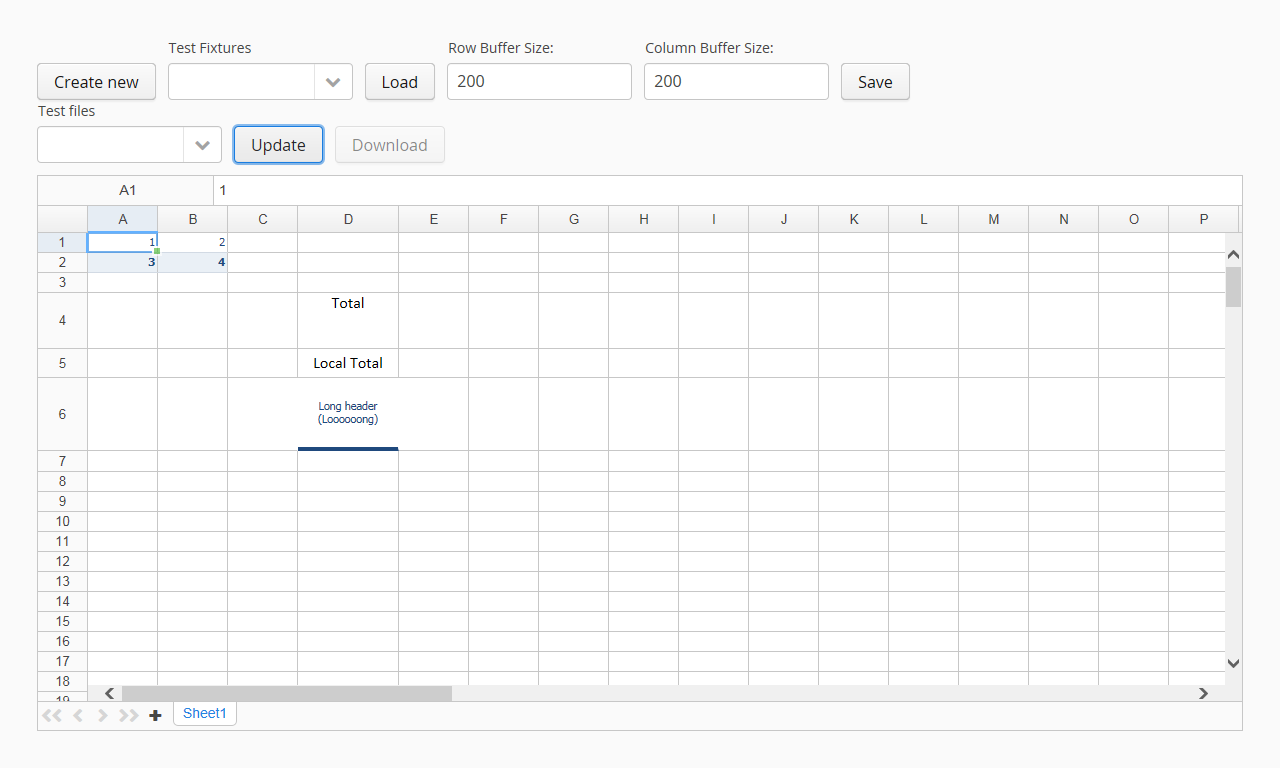 Test Fixtures Row Buffer Size: Column Buffer Size:
Create new Load 200 200 Save
Test files
Update Download
A1 1
A B C D E F G H I J K L M N O P
1 1 2
2 3 4
3
4 Total
5 Local Total
6 Long header
(Loooooong)
7
8
9
10
11
12
13
14
15
16
17
18
19
Sheet1